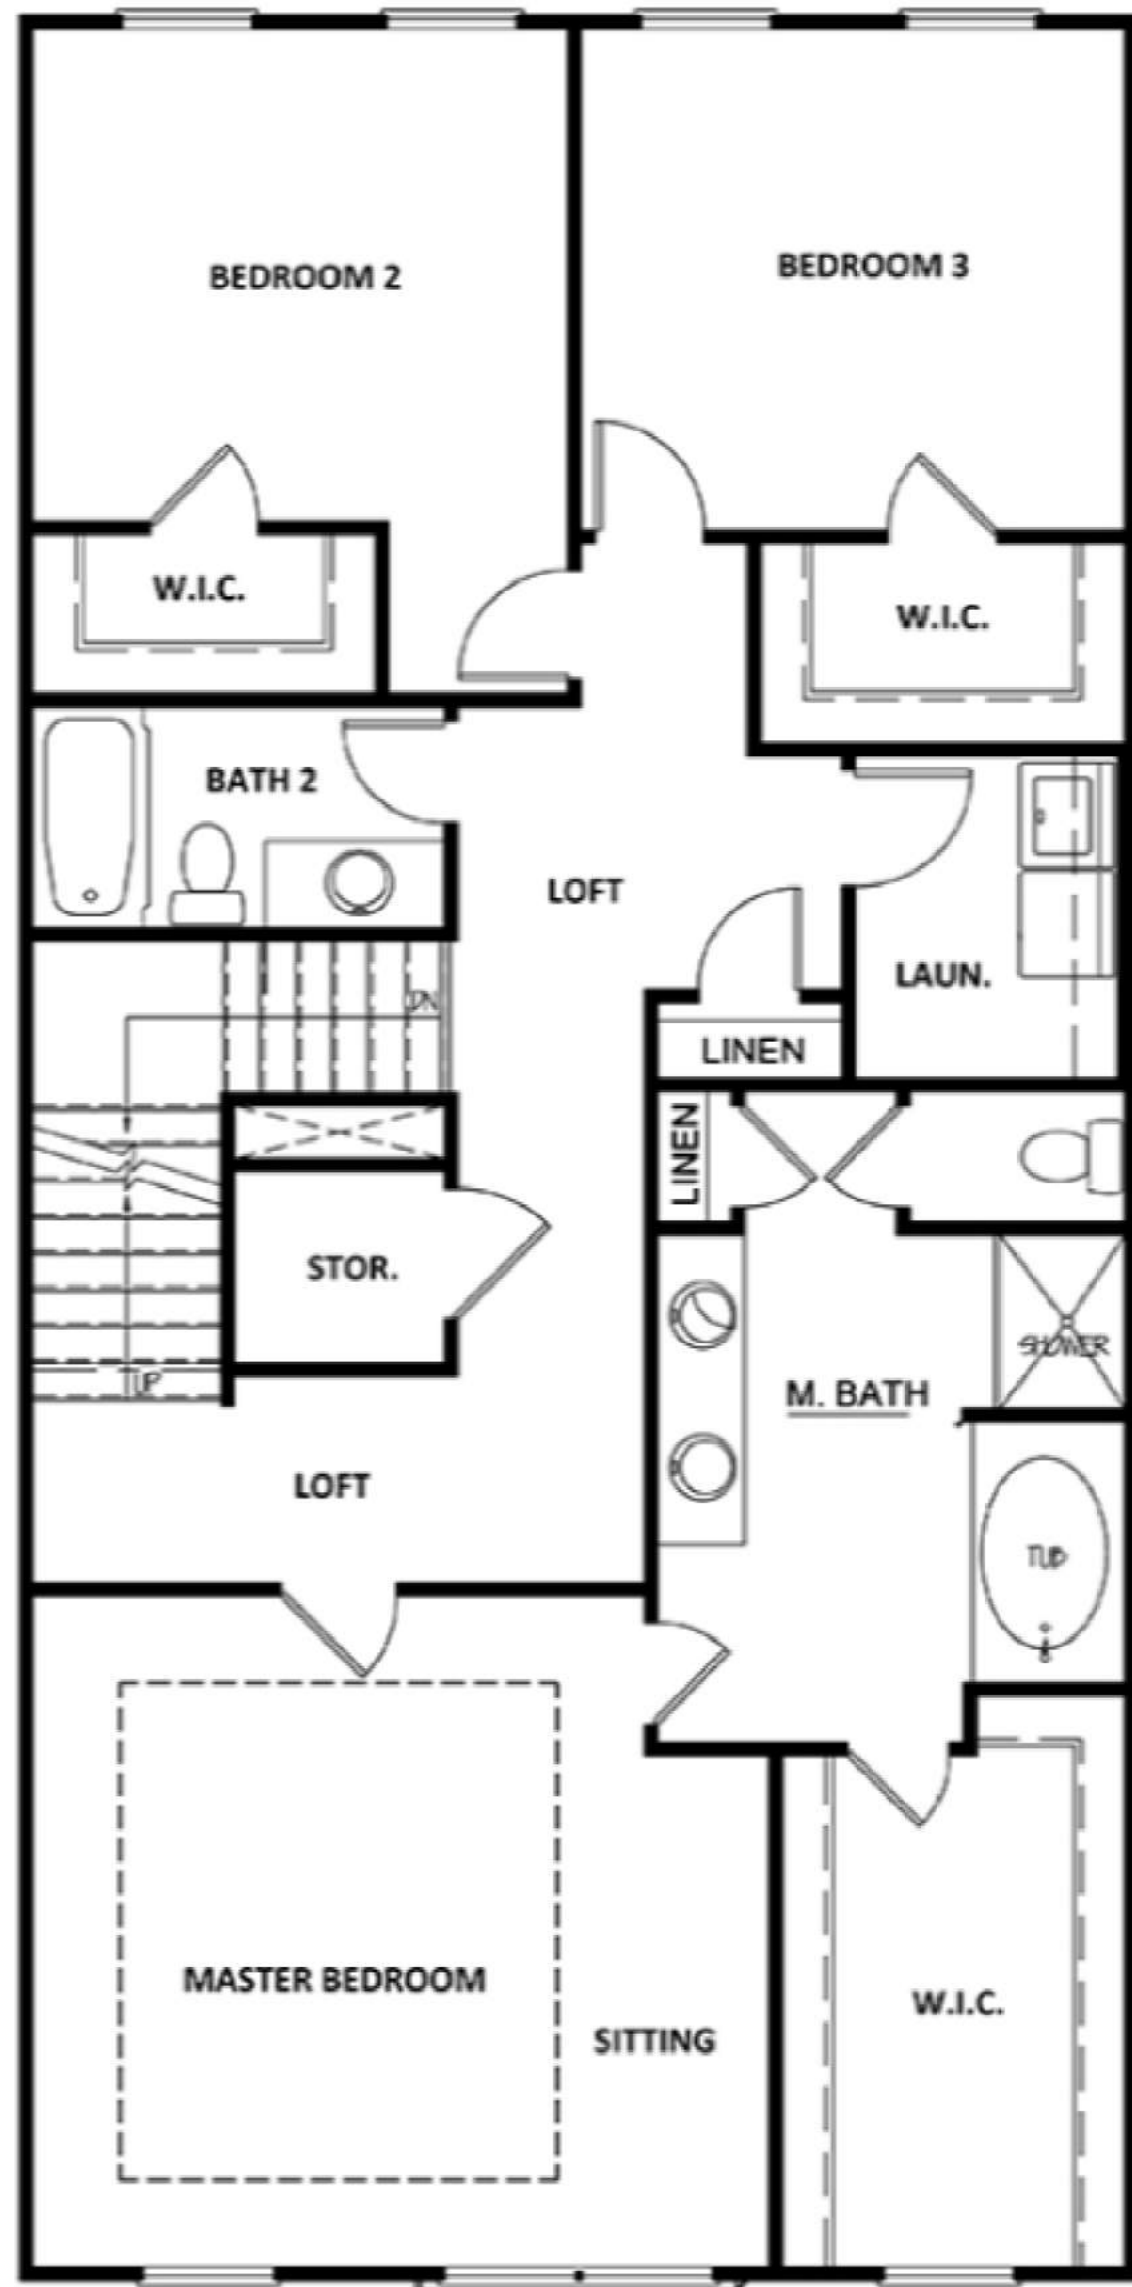 BEDROOM 2
BEDROOM 3
W.I.C.
W.I.C.
BATH 2
LOFT
LAUN.
DN
LINEN
LINEN
STOR.
SHOWER
UP
M. BATH
LOFT
TUB
MASTER BEDROOM
W.I.C.
SITTING